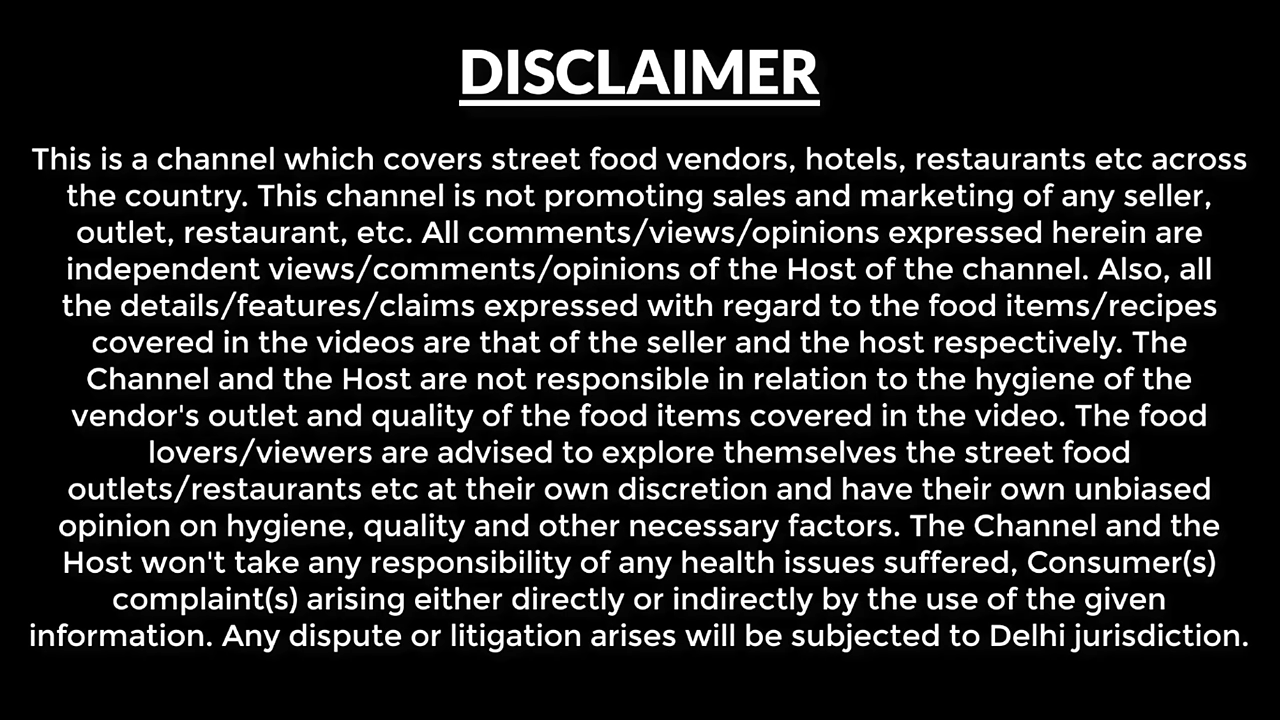 DISCLAIMER
This is a channel which covers street food vendors, hotels, restaurants etc across
the country. This channel is not promoting sales and marketing of any seller,
outlet, restaurant, etc. All comments/views/opinions expressed herein are
independent views/comments/opinions of the Host of the channel. Also, all
the details/features/claims expressed with regard to the food items/recipes
covered in the videos are that of the seller and the host respectively. The
Channel and the Host are not responsible in relation to the hygiene of the
vendor's outlet and quality of the food items covered in the video. The food
lovers/viewers are advised to explore themselves the street food
outlets/restaurants etc at their own discretion and have their own unbiased
opinion on hygiene, quality and other necessary factors. The Channel and the
Host won't take any responsibility of any health issues suffered, Consumer(s)
complaint(s) arising either directly or indirectly by the use of the given
information. Any dispute or litigation arises will be subjected to Delhi jurisdiction.